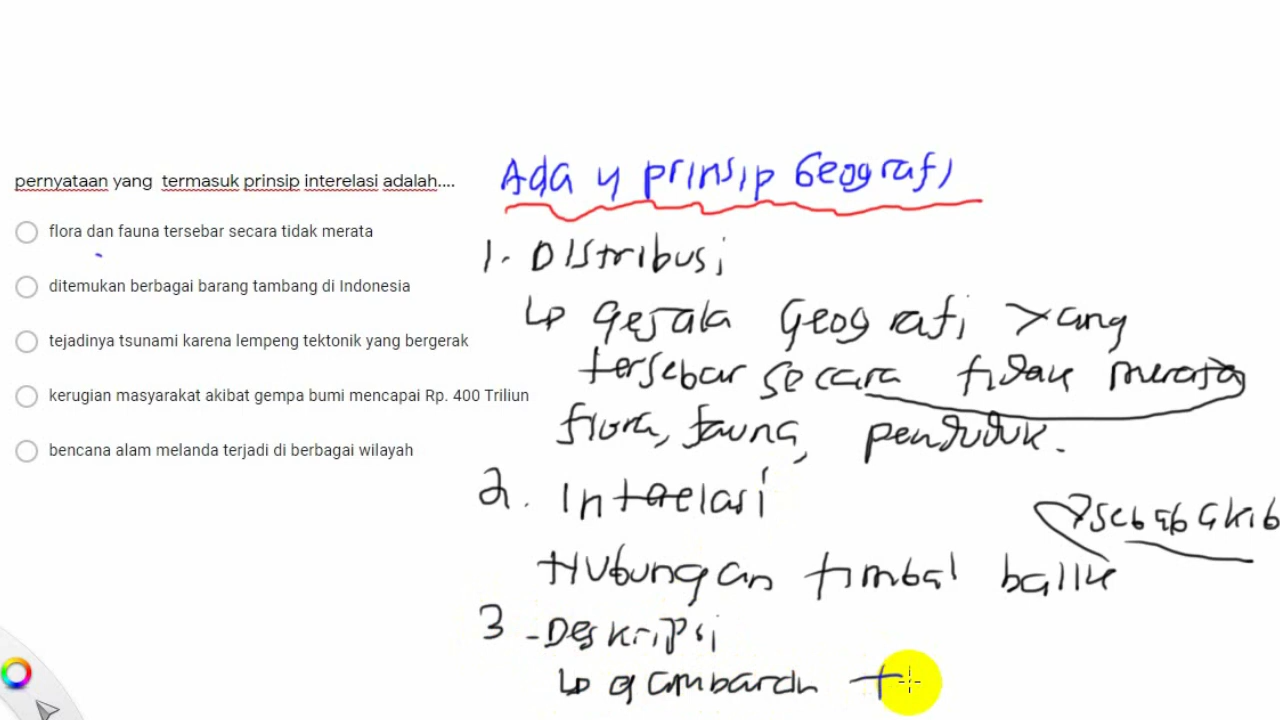 pernyataan yang termasuk prinsip interelasi adalah....
flora dan fauna tersebar secara tidak merata
ditemukan berbagai barang tambang di Indonesia
tejadinya tsunami karena lempeng tektonik yang bergerak
kerugian masyarakat akibat gempa bumi mencapai Rp. 400 Triliun
bencana alam melanda terjadi di berbagai wilayah
Ada 4 prinsip Geografi
1. Distribusi
Gejala Geografi yang
tersebar secara tidak merata
flora, fauna, penduduk.
2. Interelasi
Hubungan timbal balik
sebab akib
3 - Deskripsi
gambaran